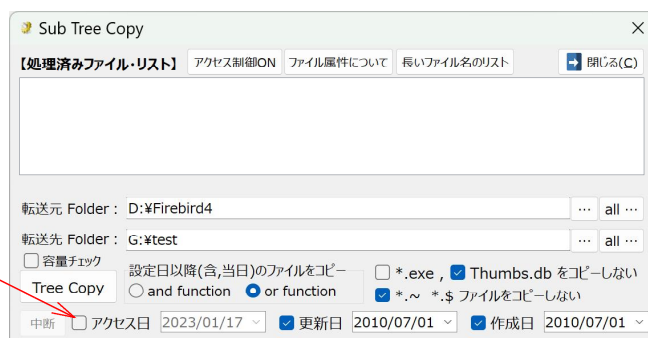 Sub Tree Copy
【処理済みファイル・リスト】 アクセス制御ON ファイル属性について 長いファイル名のリスト 閉じる(C)
転送元 Folder : D:¥Firebird4 ... all ...
転送先 Folder : G:¥test ... all ...
容量チェック
設定日以降(含,当日)のファイルをコピー
*.exe , Thumbs.db をコピーしない
Tree Copy and function or function *.~ *.$ ファイルをコピーしない
中断 アクセス日 2023/01/17 更新日 2010/07/01 作成日 2010/07/01